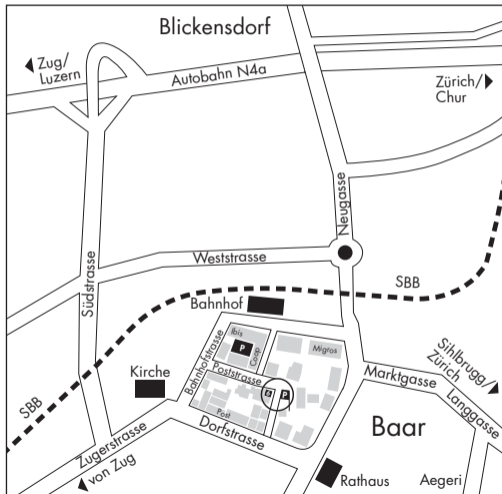 Blickensdorf
Zug/
Luzern
Autobahn N4a
Zürich/
Chur
Neugasse
Weststrasse
Südstrasse
SBB
Bahnhof
Ibis
P
Coop
Migros
Bahnhofstrasse
Poststrasse
P
Kirche
Marktgasse
Sihlbrugg/
Zürich
Langgasse
SBB
Post
Dorfstrasse
Baar
Zugerstrasse
von Zug
Rathaus
Aegeri